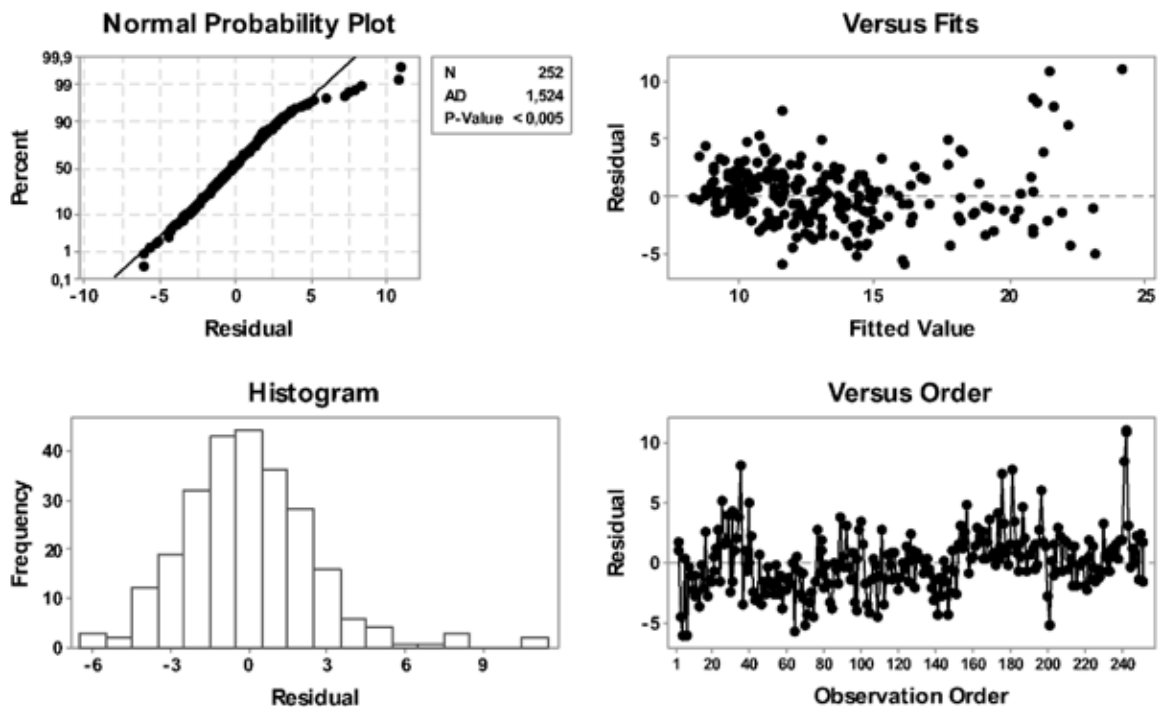 Normal Probability Plot
99,9
99
90
50
10
1
0,1
Percent
-10 -5 0 5 10
Residual
N 252
AD 1,524
P-Value < 0,005
Versus Fits
10
5
0
-5
Residual
10 15 20 25
Fitted Value
Histogram
40
30
20
10
0
Frequency
-6 -3 0 3 6 9
Residual
Versus Order
10
5
0
-5
Residual
1 20 40 60 80 100 120 140 160 180 200 220 240
Observation Order